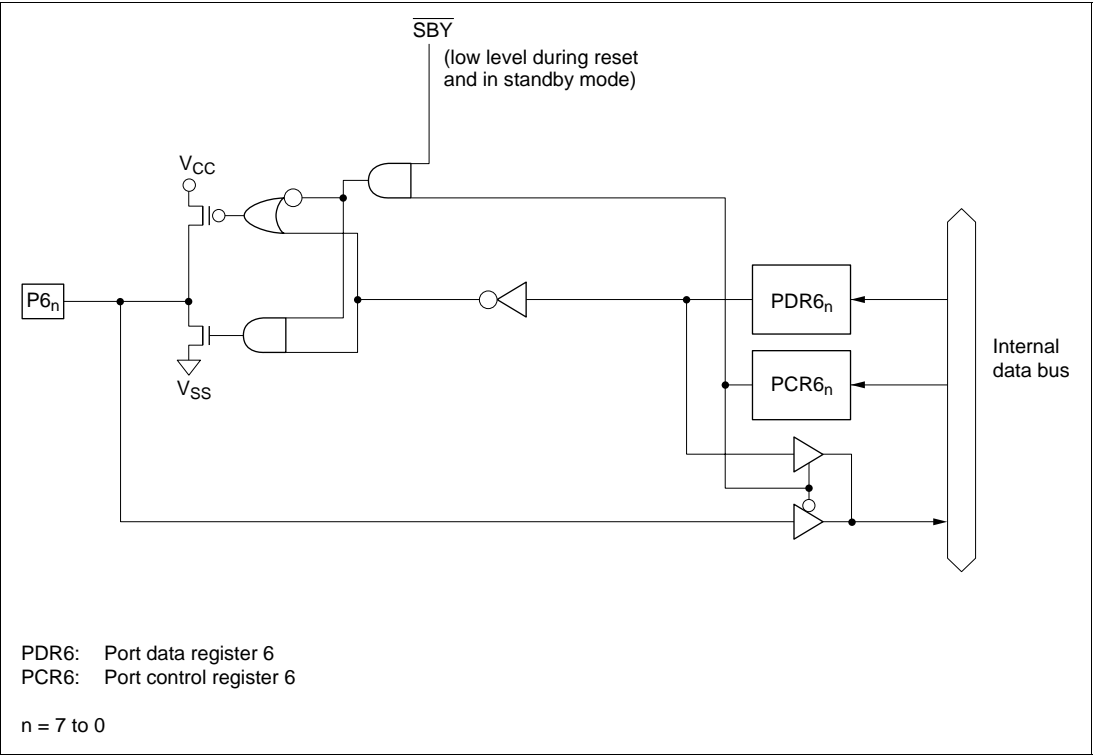 S̅B̅Y̅
(low level during reset
and in standby mode)
VCC
P6n
VSS
PDR6n
PCR6n
Internal
data bus
PDR6: Port data register 6
PCR6: Port control register 6
n = 7 to 0